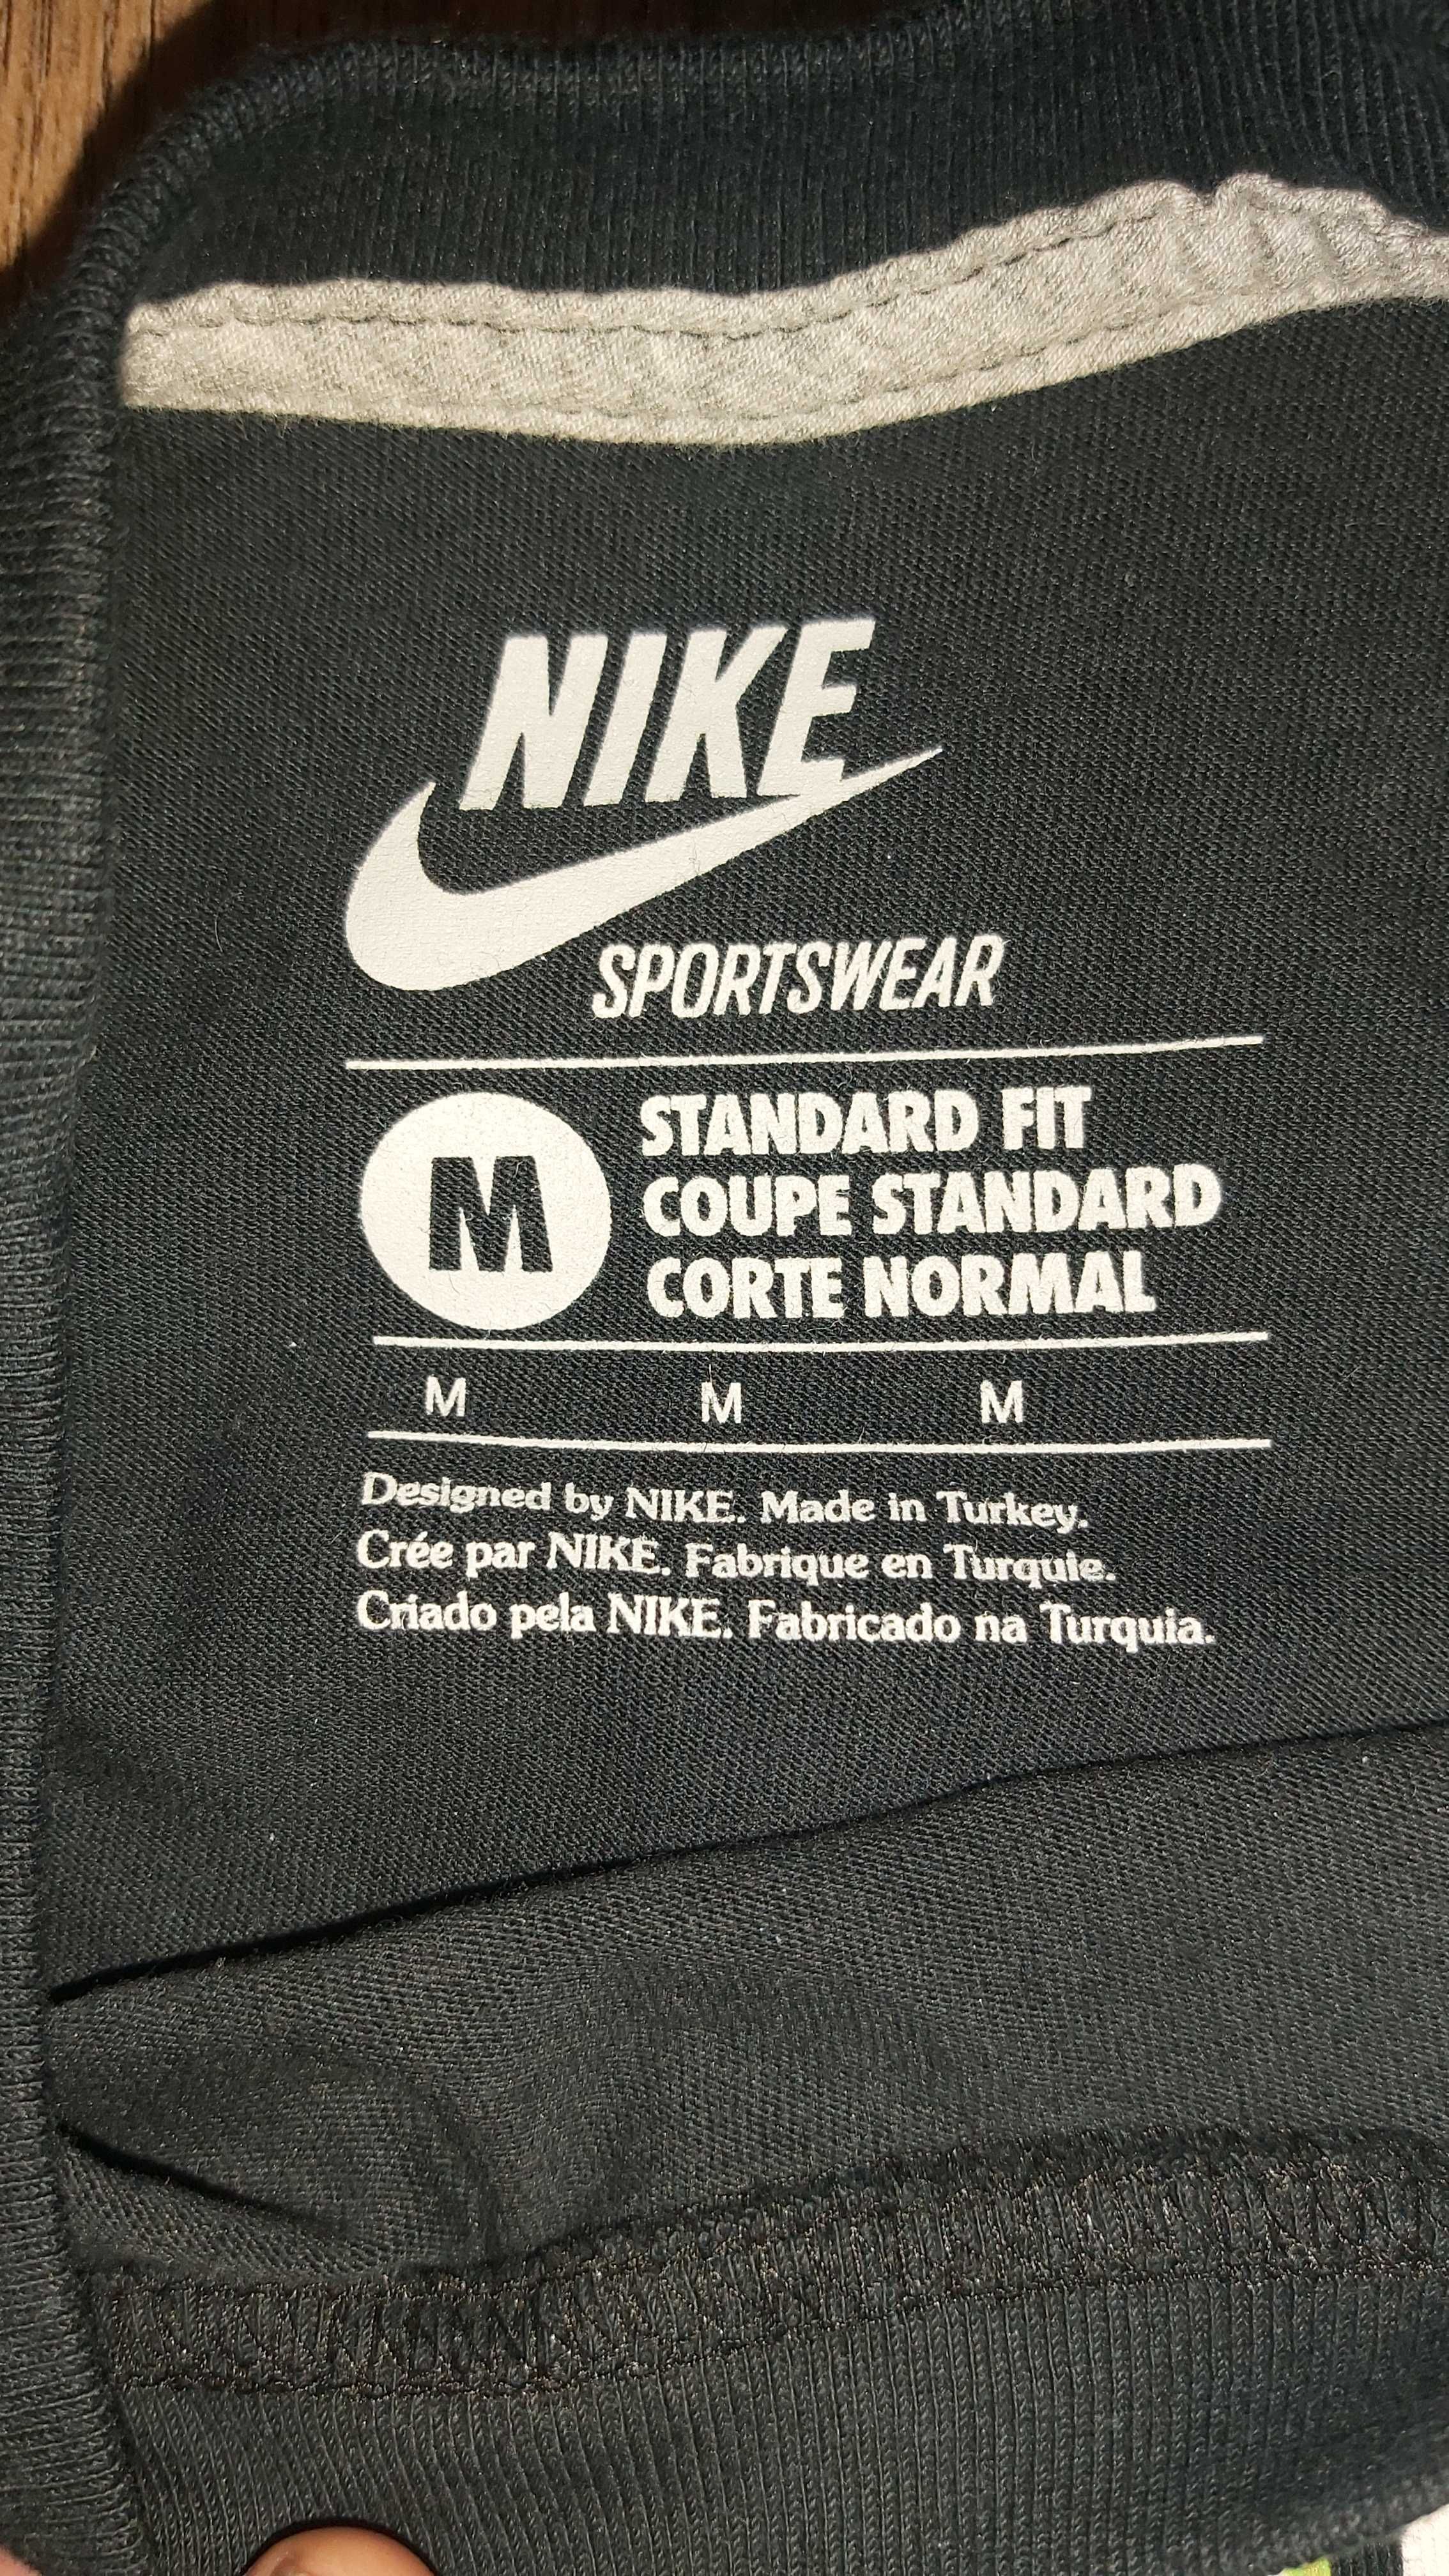 NIKE
SPORTSWEAR
M
STANDARD FIT
COUPE STANDARD
CORTE NORMAL
M M M
Designed by NIKE. Made in Turkey.
Crée par NIKE. Fabrique en Turquie.
Criado pela NIKE. Fabricado na Turquia.